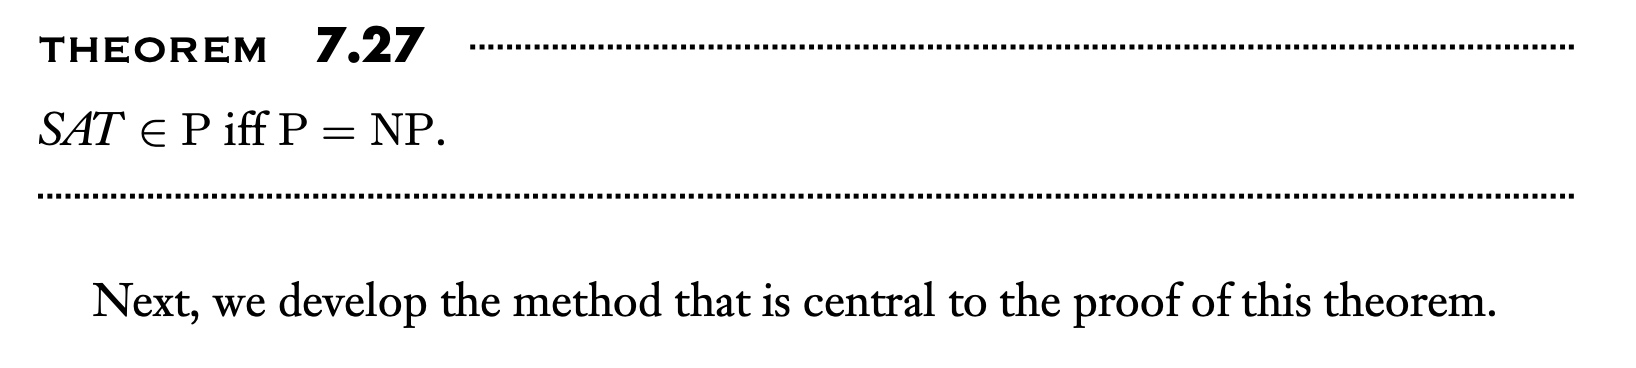 THEOREM 7.27
SAT ∈ P iff P = NP.
Next, we develop the method that is central to the proof of this theorem.